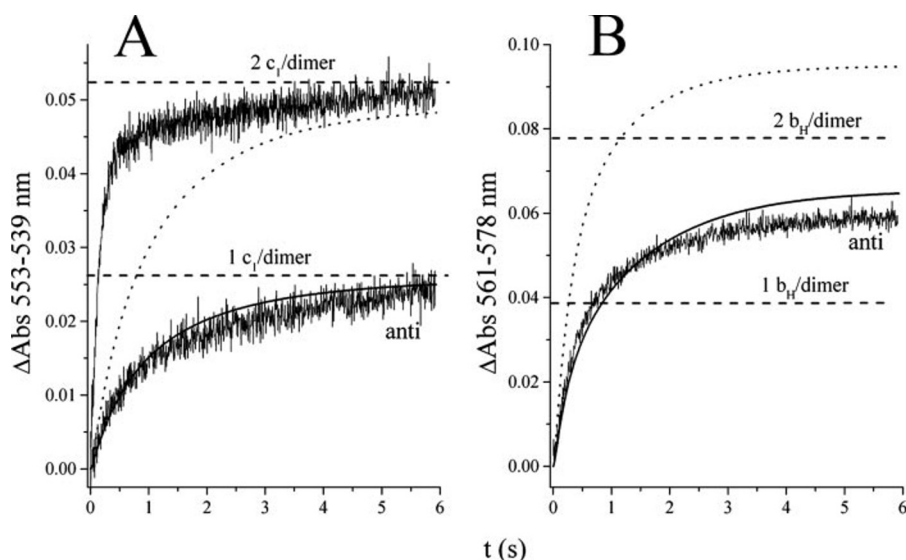 A
B
ΔAbs 553-539 nm
0.05
0.04
0.03
0.02
0.01
0.00
2 c₁/dimer
1 c₁/dimer
anti
0 1 2 3 4 5 6
ΔAbs 561-578 nm
0.10
0.08
0.06
0.04
0.02
0.00
2 b_H/dimer
anti
1 b_H/dimer
0 1 2 3 4 5 6
t (s)